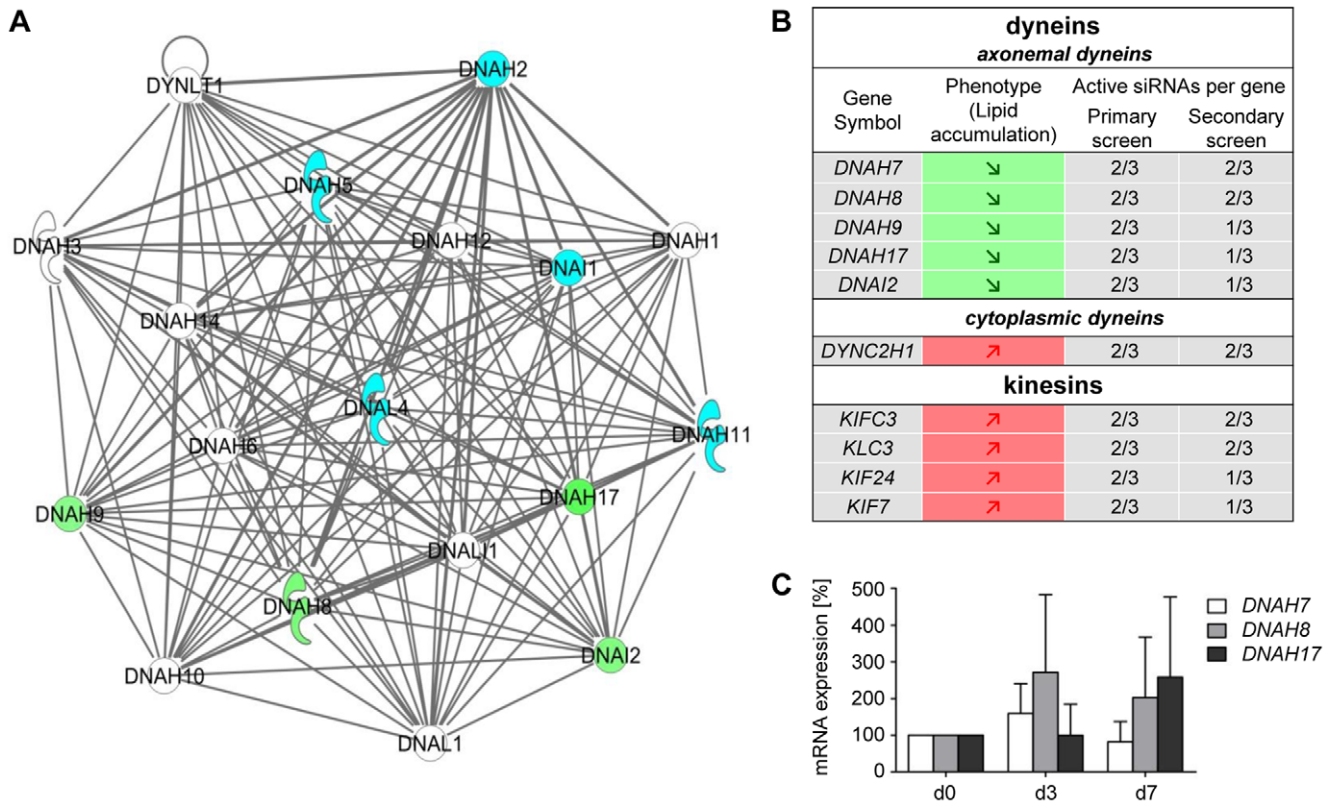 A
DYNLT1
DNAH2
DNAH5
DNAH3
DNAH12
DNAH1
DNAI1
DNAH14
DNAL4
DNAH6
DNAH11
DNAH9
DNAH17
DNALI1
DNAH8
DNAI2
DNAH10
DNAL1
B
dyneins
axonemal dyneins
Gene Symbol
Phenotype (Lipid accumulation)
Active siRNAs per gene
Primary screen
Secondary screen
DNAH7 ↘ 2/3 2/3
DNAH8 ↘ 2/3 2/3
DNAH9 ↘ 2/3 1/3
DNAH17 ↘ 2/3 1/3
DNAI2 ↘ 2/3 1/3
cytoplasmic dyneins
DYNC2H1 ↗ 2/3 2/3
kinesins
KIFC3 ↗ 2/3 2/3
KLC3 ↗ 2/3 2/3
KIF24 ↗ 2/3 1/3
KIF7 ↗ 2/3 1/3
C
mRNA expression [%]
500
400
300
200
100
0
d0 d3 d7
DNAH7
DNAH8
DNAH17